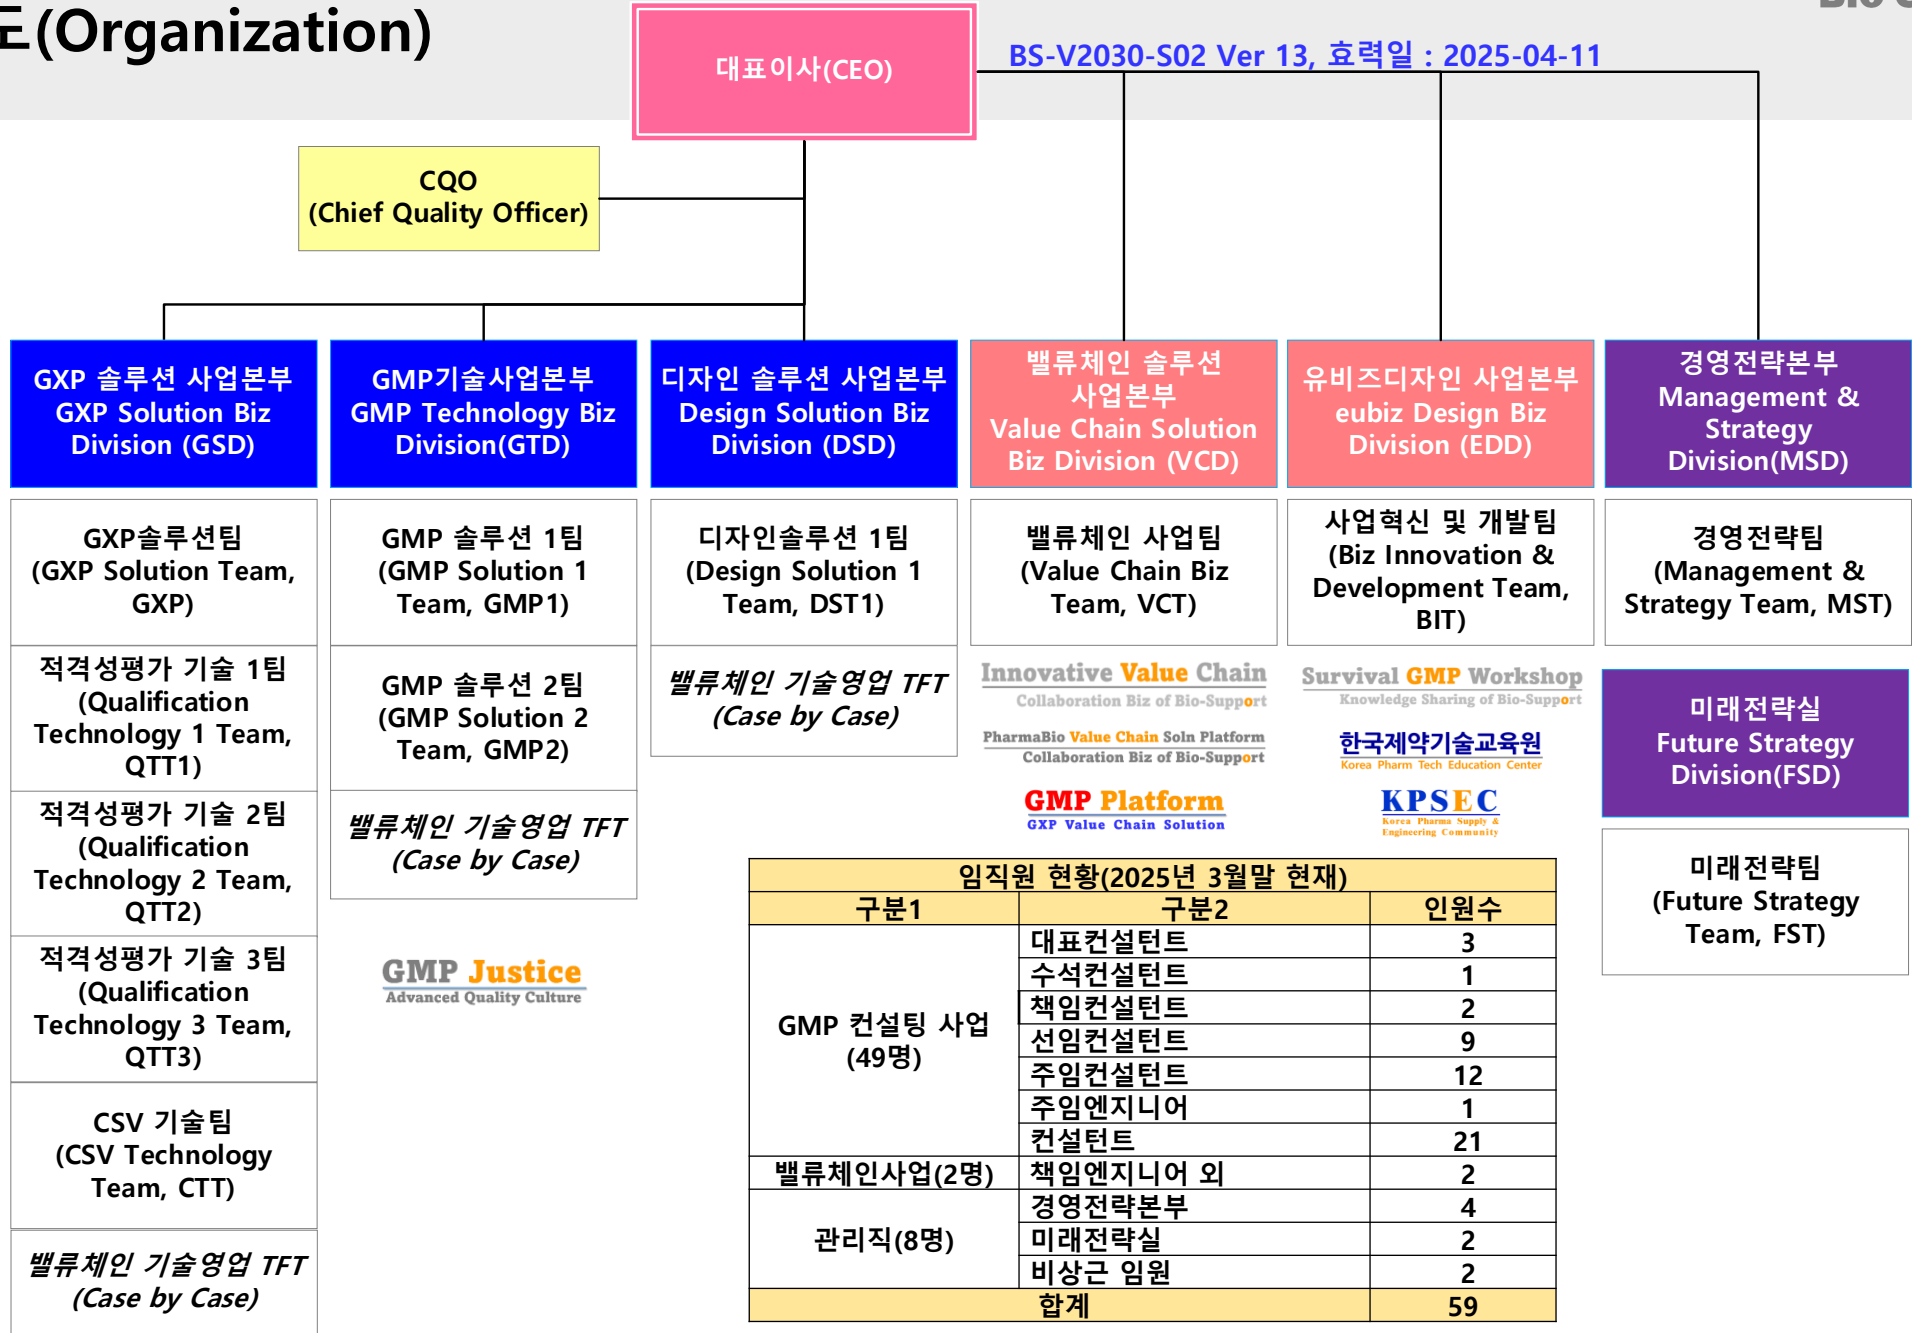 (Organization)
대표이사(CEO)
BS-V2030-S02 Ver 13, 효력일 : 2025-04-11
CQO
(Chief Quality Officer)
GXP 솔루션 사업본부
GXP Solution Biz
Division (GSD)
GMP기술사업본부
GMP Technology Biz
Division(GTD)
디자인 솔루션 사업본부
Design Solution Biz
Division (DSD)
밸류체인 솔루션
사업본부
Value Chain Solution
Biz Division (VCD)
유비즈디자인 사업본부
eubiz Design Biz
Division (EDD)
경영전략본부
Management &
Strategy
Division(MSD)
GXP솔루션팀
(GXP Solution Team,
GXP)
적격성평가 기술 1팀
(Qualification
Technology 1 Team,
QTT1)
적격성평가 기술 2팀
(Qualification
Technology 2 Team,
QTT2)
적격성평가 기술 3팀
(Qualification
Technology 3 Team,
QTT3)
CSV 기술팀
(CSV Technology
Team, CTT)
밸류체인 기술영업 TFT
(Case by Case)
GMP 솔루션 1팀
(GMP Solution 1
Team, GMP1)
GMP 솔루션 2팀
(GMP Solution 2
Team, GMP2)
밸류체인 기술영업 TFT
(Case by Case)
GMP Justice
Advanced Quality Culture
디자인솔루션 1팀
(Design Solution 1
Team, DST1)
밸류체인 기술영업 TFT
(Case by Case)
밸류체인 사업팀
(Value Chain Biz
Team, VCT)
Innovative Value Chain
Collaboration Biz of Bio-Support
PharmaBio Value Chain Soln Platform
Collaboration Biz of Bio-Support
GMP Platform
GXP Value Chain Solution
사업혁신 및 개발팀
(Biz Innovation &
Development Team,
BIT)
Survival GMP Workshop
Knowledge Sharing of Bio-Support
한국제약기술교육원
Korea Pharm Tech Education Center
KPSEC
Korea Pharma Supply &
Engineering Community
경영전략팀
(Management &
Strategy Team, MST)
미래전략실
Future Strategy
Division(FSD)
미래전략팀
(Future Strategy
Team, FST)
임직원 현황(2025년 3월말 현재)
구분1 구분2 인원수
GMP 컨설팅 사업
(49명)
대표컨설턴트 3
수석컨설턴트 1
책임컨설턴트 2
선임컨설턴트 9
주임컨설턴트 12
주임엔지니어 1
컨설턴트 21
밸류체인사업(2명) 책임엔지니어 외 2
관리직(8명)
경영전략본부 4
미래전략실 2
비상근 임원 2
합계 59